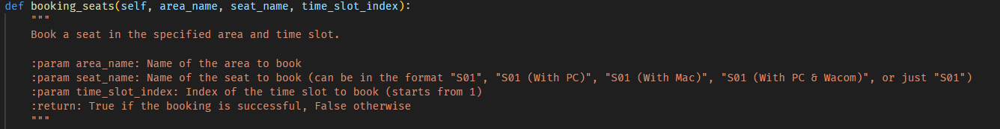 def booking_seats(self, area_name, seat_name, time_slot_index):
"""
Book a seat in the specified area and time slot.
:param area_name: Name of the area to book
:param seat_name: Name of the seat to book (can be in the format "S01", "S01 (With PC)", "S01 (With Mac)", "S01 (With PC & Wacom)", or just "S01")
:param time_slot_index: Index of the time slot to book (starts from 1)
:return: True if the booking is successful, False otherwise
"""